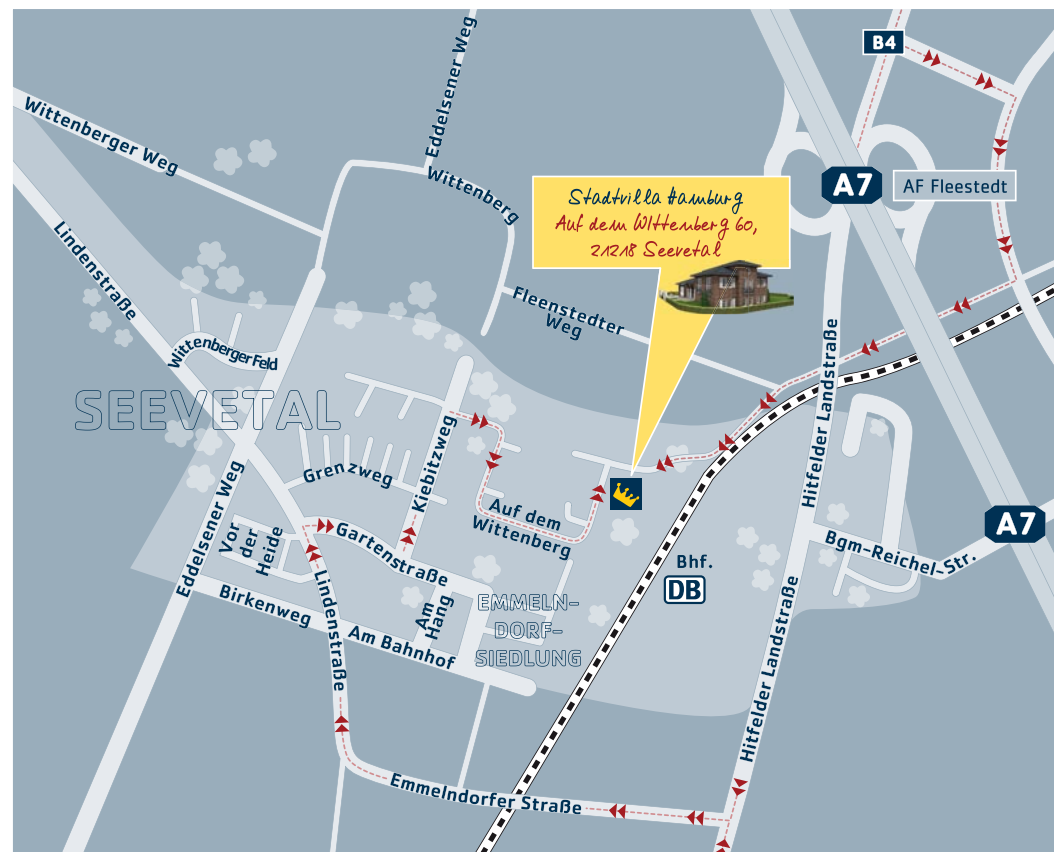 B4
Eddelsener Weg
Wittenberger Weg
A7
AF Fleestedt
Wittenberg
Stadtvilla Hamburg
Auf dem WIttenberg 60,
21218 Seevetal
Lindenstraße
Fleenstedter
Weg
Wittenberger Feld
Hitfelder Landstraße
SEEVETAL
Kiebitzweg
Grenzweg
Eddelsener Weg
Auf dem
Wittenberg
Vor
der
Heide
Gartenstraße
A7
Bgm-Reichel-Str.
Bhf.
DB
Lindenstraße
Birkenweg
Am
Hang
EMMELN-
DORF-
SIEDLUNG
Am Bahnhof
Hitfelder Landstraße
Emmelndorfer Straße